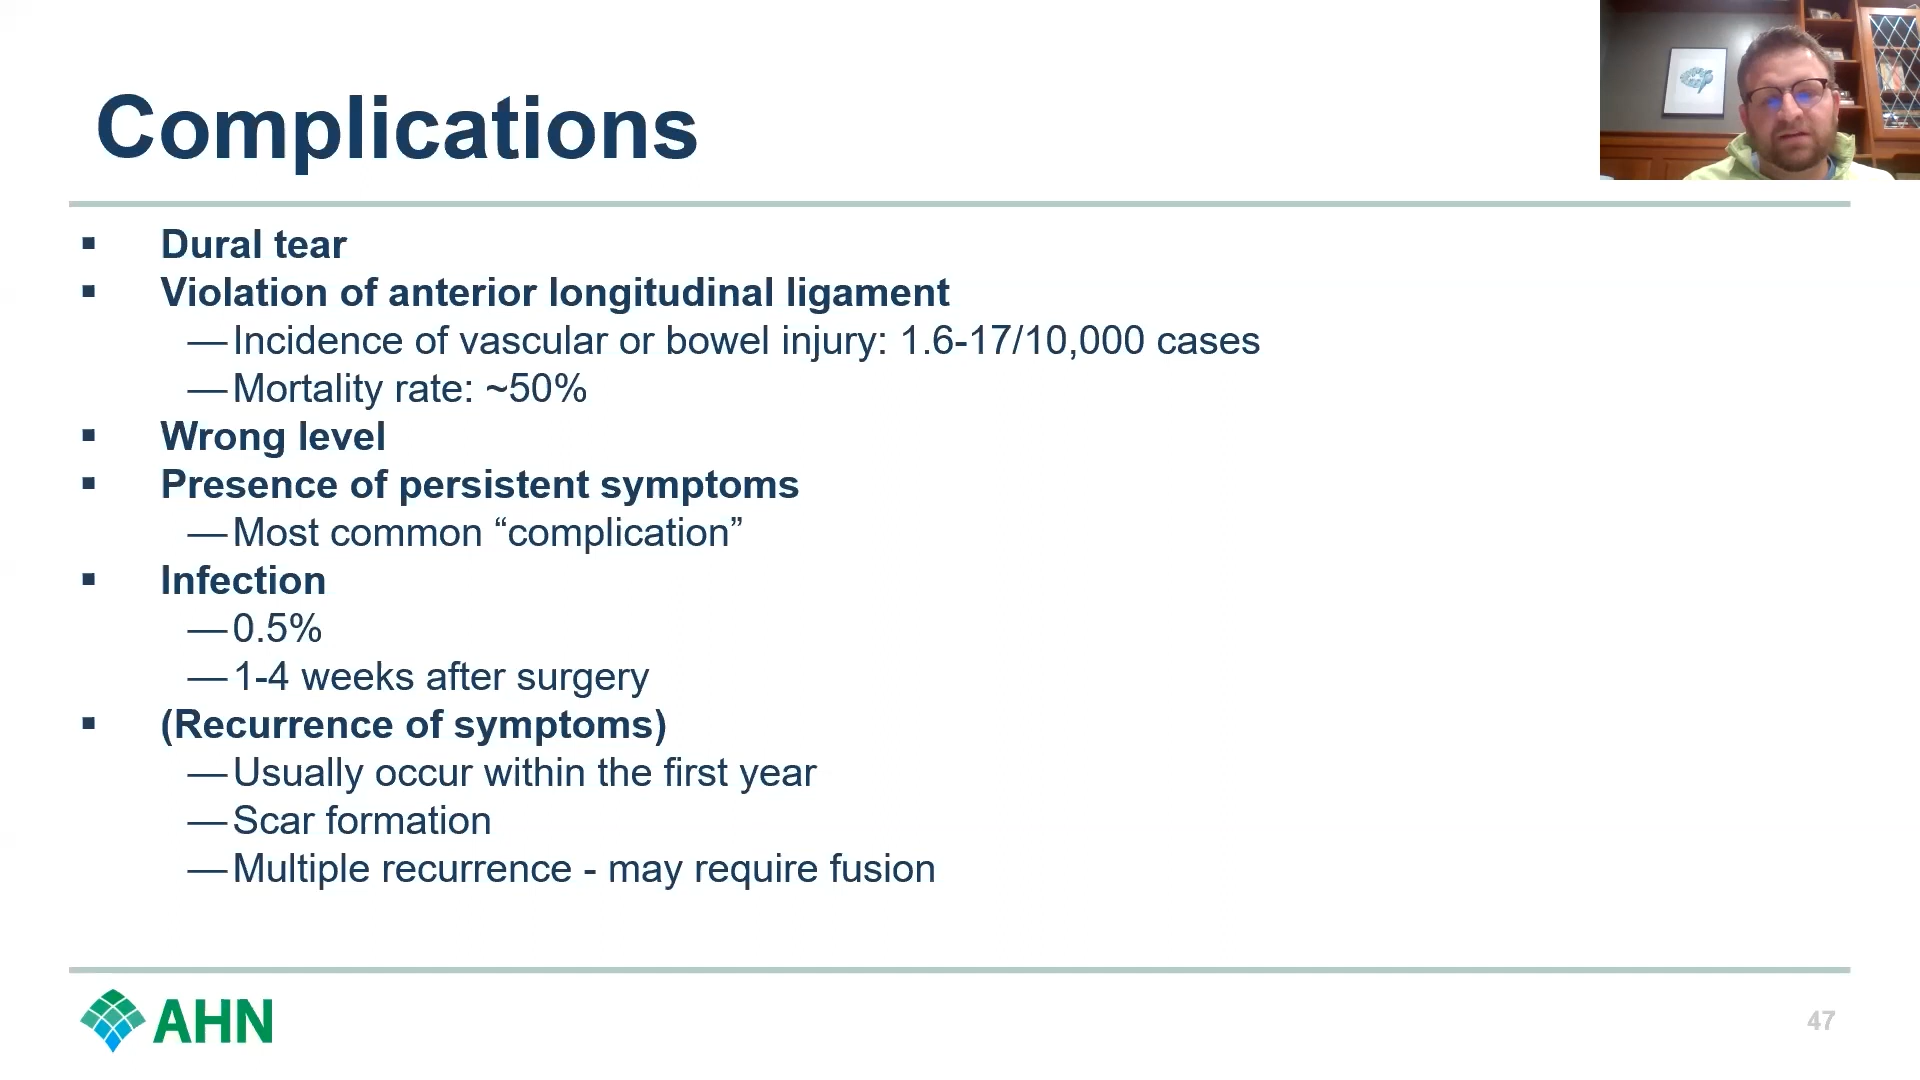 Complications
▪ Dural tear
▪ Violation of anterior longitudinal ligament
—Incidence of vascular or bowel injury: 1.6-17/10,000 cases
—Mortality rate: ~50%
▪ Wrong level
▪ Presence of persistent symptoms
—Most common “complication”
▪ Infection
—0.5%
—1-4 weeks after surgery
▪ (Recurrence of symptoms)
—Usually occur within the first year
—Scar formation
—Multiple recurrence - may require fusion
AHN
47